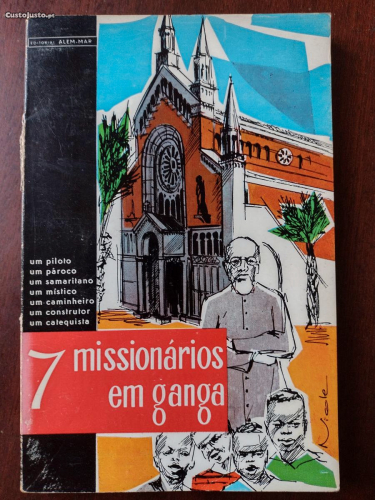 CustoJusto.pt
EDITORIAL ALEM-MAR
um piloto
um pároco
um samaritano
um místico
um caminheiro
um construtor
um catequista
7 missionários
em ganga